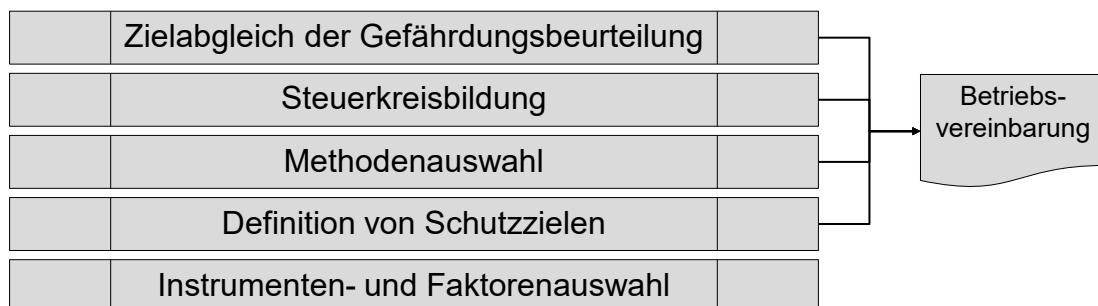 Zielabgleich der Gefährdungsbeurteilung
Steuerkreisbildung
Methodenauswahl
Definition von Schutzzielen
Instrumenten- und Faktorenauswahl
Betriebs-
vereinbarung